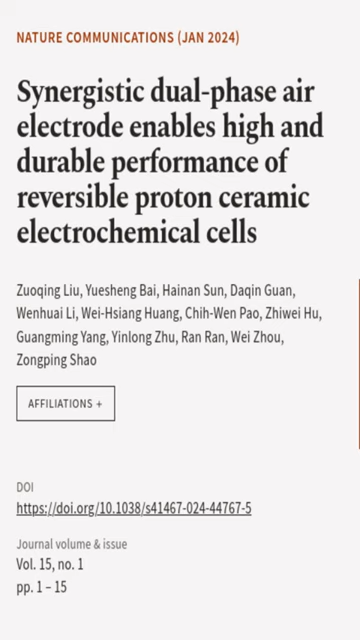 NATURE COMMUNICATIONS (JAN 2024)
Synergistic dual-phase air
electrode enables high and
durable performance of
reversible proton ceramic
electrochemical cells
Zuoqing Liu, Yuesheng Bai, Hainan Sun, Daqin Guan,
Wenhuai Li, Wei-Hsiang Huang, Chih-Wen Pao, Zhiwei Hu,
Guangming Yang, Yinlong Zhu, Ran Ran, Wei Zhou,
Zongping Shao
AFFILIATIONS +
DOI
https://doi.org/10.1038/s41467-024-44767-5
Journal volume & issue
Vol. 15, no. 1
pp. 1 – 15